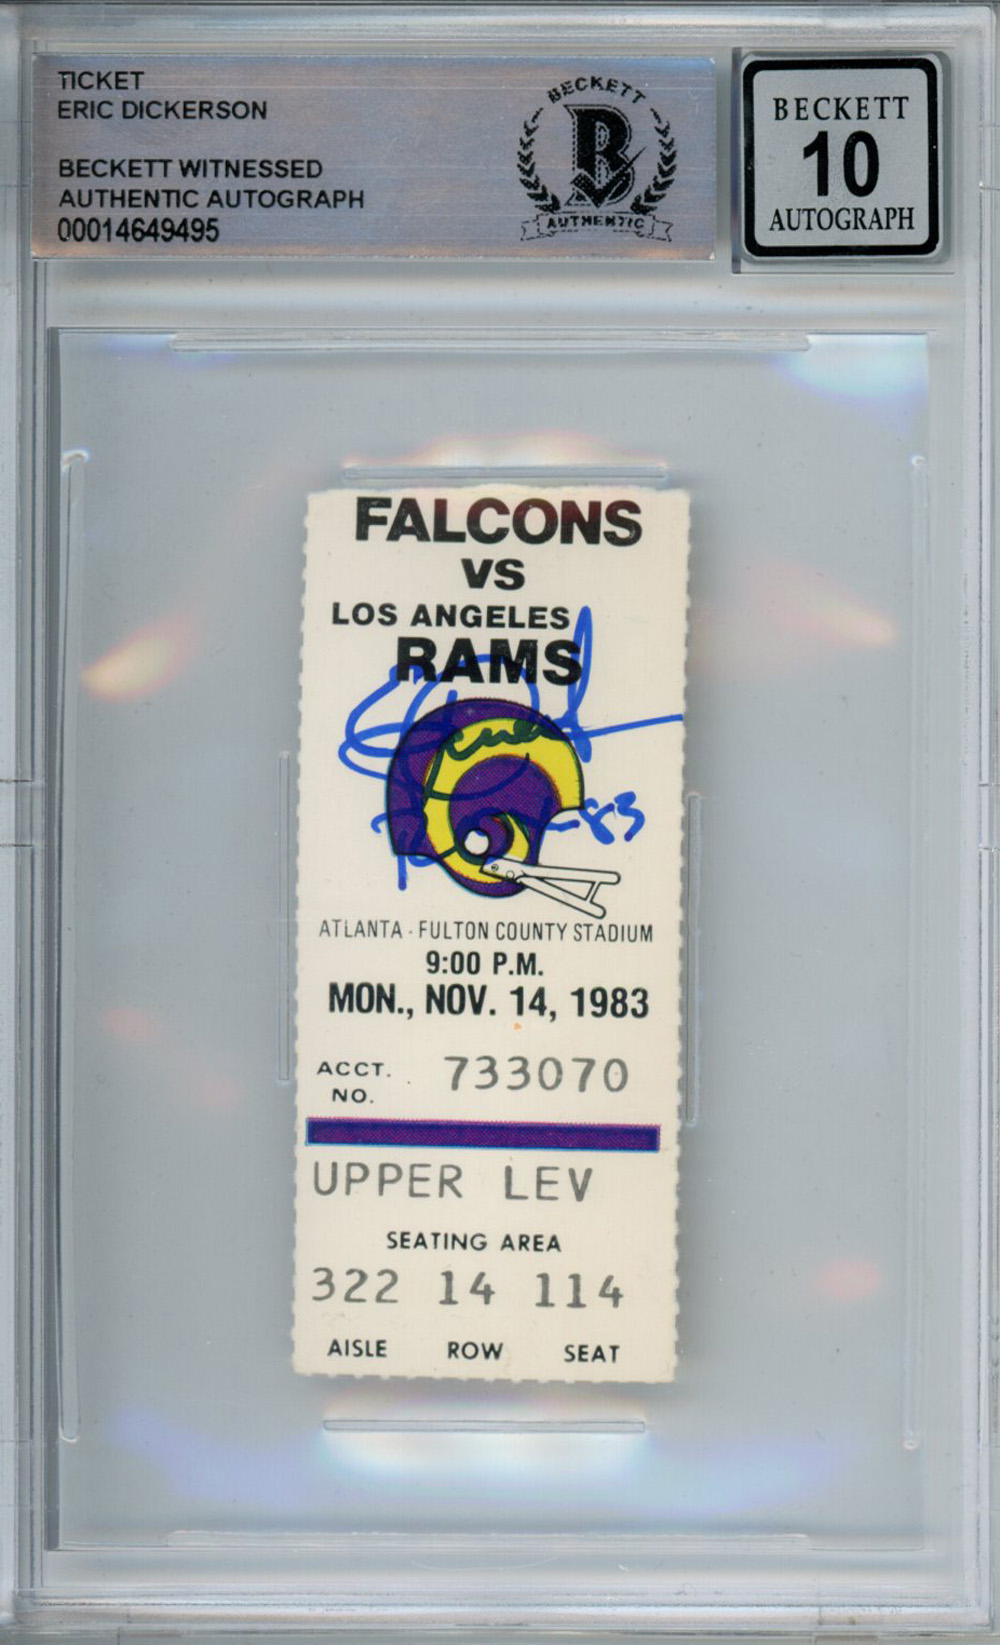 TICKET
ERIC DICKERSON
BECKETT WITNESSED
AUTHENTIC AUTOGRAPH
00014649495
BECKETT
B
AUTHENTIC
BECKETT
10
AUTOGRAPH
FALCONS
VS
LOS ANGELES
RAMS
-83
ATLANTA - FULTON COUNTY STADIUM
9:00 P.M.
MON., NOV. 14, 1983
ACCT. NO. 733070
UPPER LEV
SEATING AREA
322 14 114
AISLE ROW SEAT